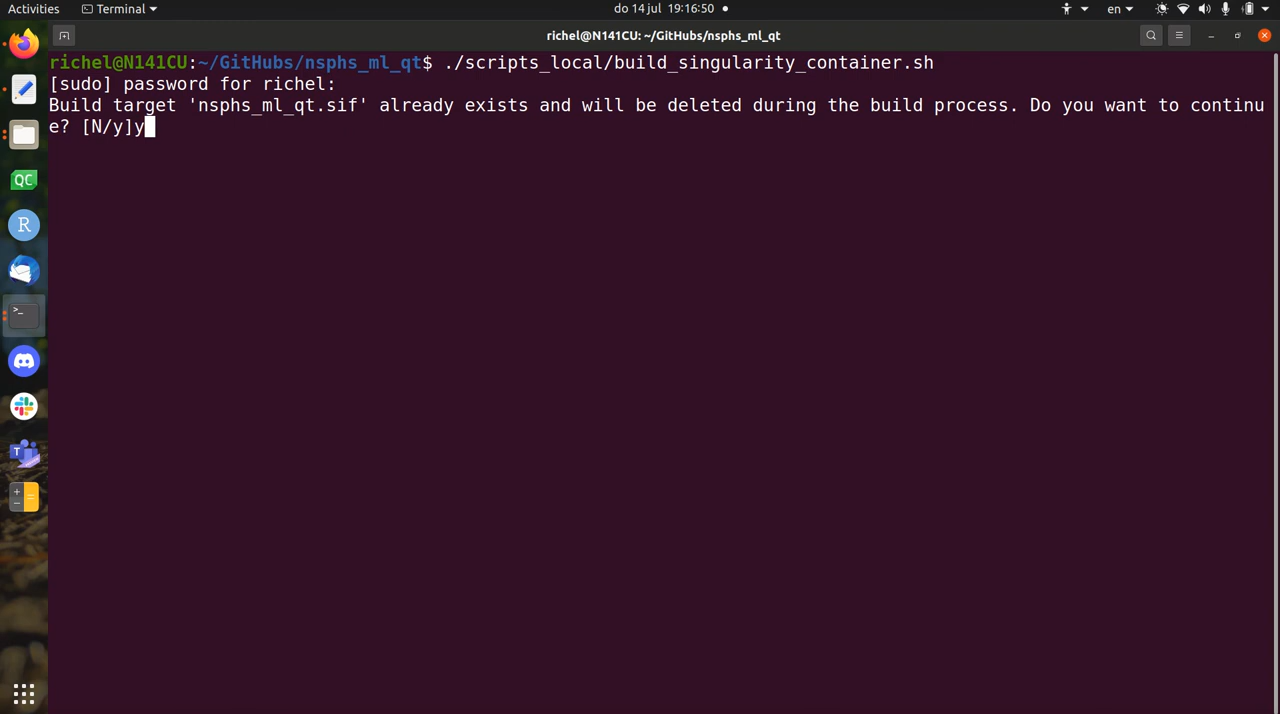 Activities Terminal do 14 jul 19:16:50 en
richel@N141CU: ~/GitHubs/nsphs_ml_qt
richel@N141CU:~/GitHubs/nsphs_ml_qt$ ./scripts_local/build_singularity_container.sh
[sudo] password for richel:
Build target 'nsphs_ml_qt.sif' already exists and will be deleted during the build process. Do you want to continu
e? [N/y]y
QC
R
>_
T